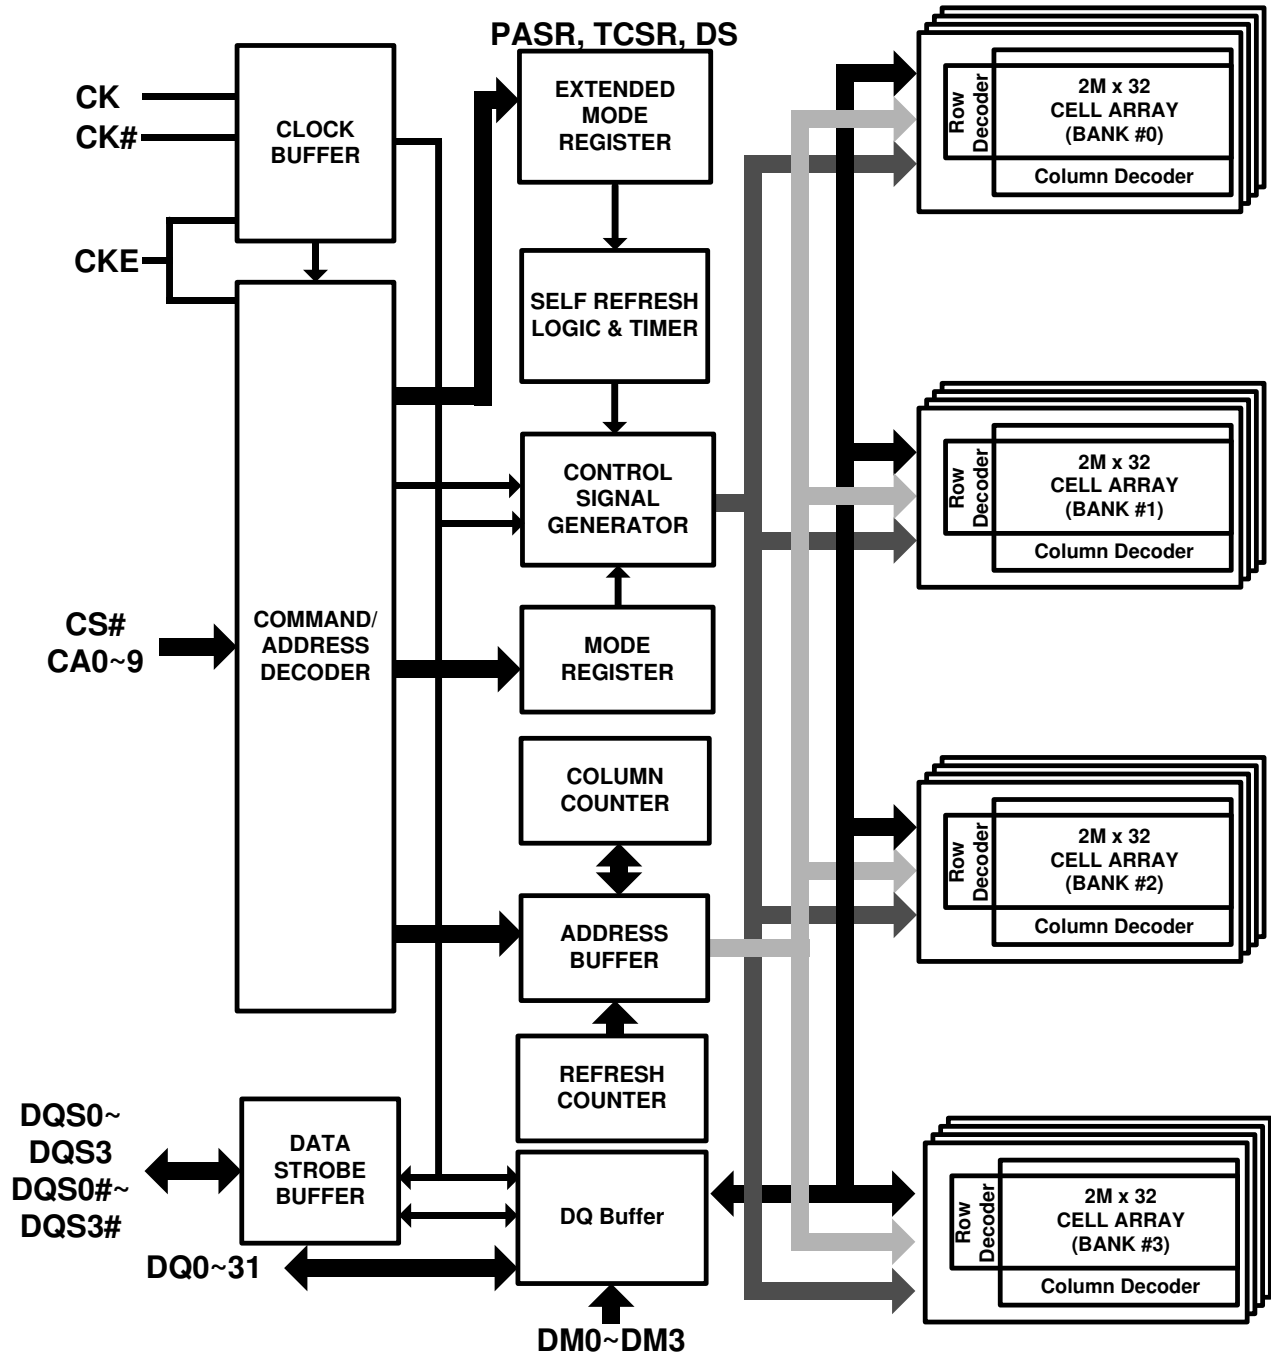 PASR, TCSR, DS
CK
CK#
CKE
CLOCK
BUFFER
EXTENDED
MODE
REGISTER
SELF REFRESH
LOGIC & TIMER
CONTROL
SIGNAL
GENERATOR
CS#
CA0~9
COMMAND/
ADDRESS
DECODER
MODE
REGISTER
COLUMN
COUNTER
ADDRESS
BUFFER
REFRESH
COUNTER
DQS0~
DQS3
DQS0#~
DQS3#
DATA
STROBE
BUFFER
DQ Buffer
DQ0~31
DM0~DM3
Row
Decoder
2M x 32
CELL ARRAY
(BANK #0)
Column Decoder
Row
Decoder
2M x 32
CELL ARRAY
(BANK #1)
Column Decoder
Row
Decoder
2M x 32
CELL ARRAY
(BANK #2)
Column Decoder
Row
Decoder
2M x 32
CELL ARRAY
(BANK #3)
Column Decoder